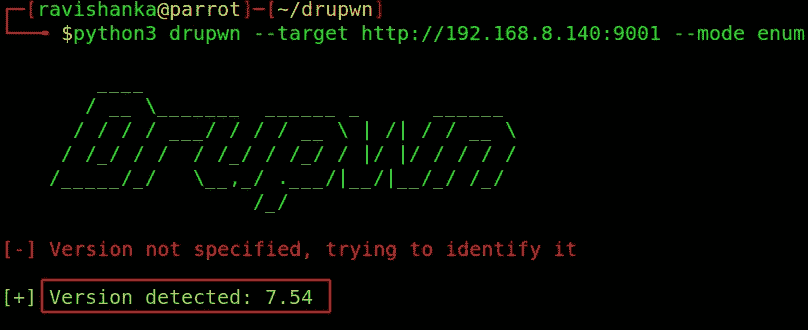 [ravishanka@parrot]-[~/drupwn]
$python3 drupwn --target http://192.168.8.140:9001 --mode enum
Drupwn
[-] Version not specified, trying to identify it
[+] Version detected: 7.54